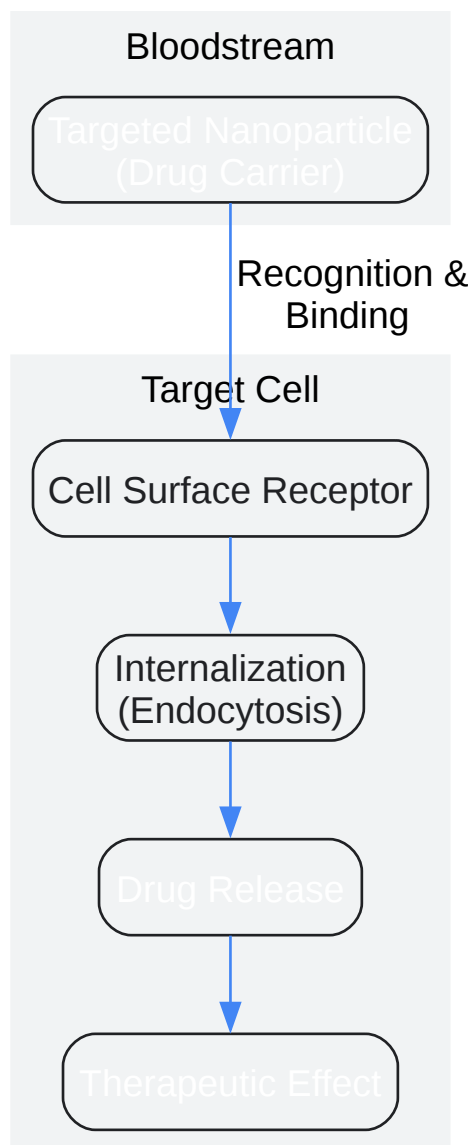 Bloodstream
Targeted Nanoparticle
(Drug Carrier)
Recognition &
Binding
Target Cell
Cell Surface Receptor
Internalization
(Endocytosis)
Drug Release
Therapeutic Effect